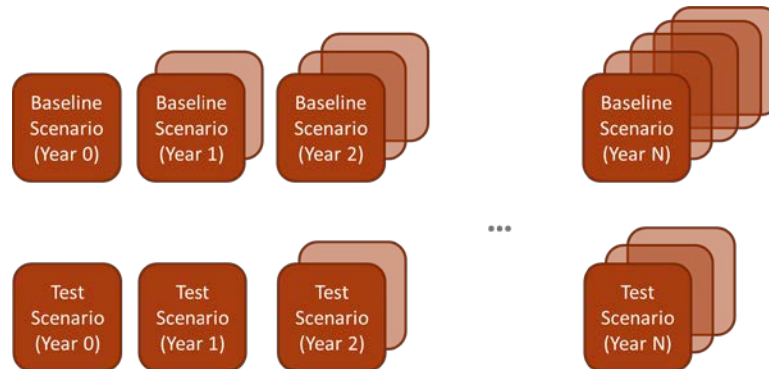 Baseline
Scenario
(Year 0)
Baseline
Scenario
(Year 1)
Baseline
Scenario
(Year 2)
Baseline
Scenario
(Year N)
...
Test
Scenario
(Year 0)
Test
Scenario
(Year 1)
Test
Scenario
(Year 2)
Test
Scenario
(Year N)